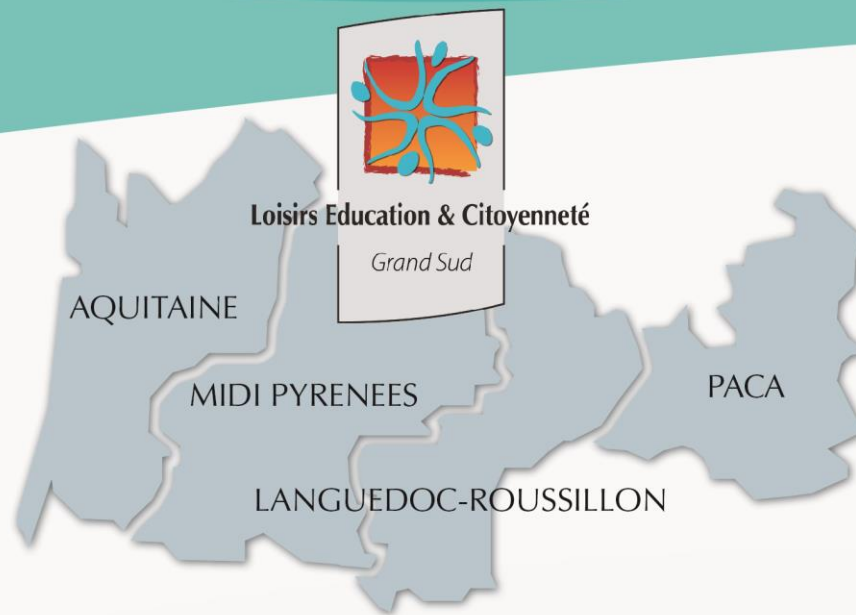 Loisirs Education & Citoyenneté
Grand Sud
AQUITAINE
MIDI PYRENEES
PACA
LANGUEDOC-ROUSSILLON